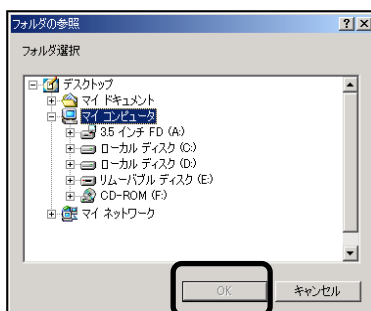 フォルダの参照
フォルダ選択
デスクトップ
マイ ドキュメント
マイ コンピュータ
3.5 インチ FD (A:)
ローカル ディスク (C:)
ローカル ディスク (D:)
リムーバブル ディスク (E:)
CD-ROM (F:)
マイ ネットワーク
OK キャンセル